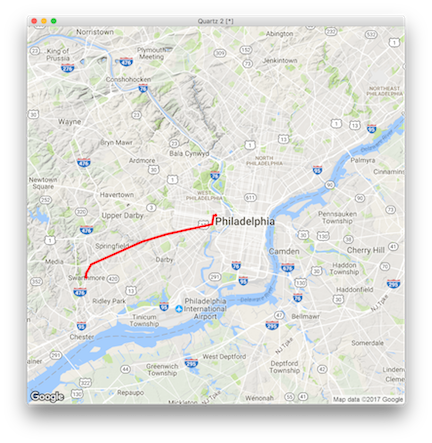 Quartz 2 [*]
Norristown
King of
Prussia
Plymouth
Meeting
Abington
Jenkintown
Conshohocken
NORTHEAST
PHILADELPHIA
Wayne
Bryn Mawr
Ardmore
Bala Cynwyd
Palmyra
Cinnaminson
Newtown
Square
Havertown
NORTH
PHILADELPHIA
WEST
PHILADELPHIA
Upper Darby
Philadelphia
Pennsauken
Township
Springfield
Media
Darby
Camden
Cherry Hill
Swarthmore
Ridley Park
Philadelphia
International
Airport
Haddonfield
Haddon
Tinicum
Township
Chester
Bellmawr
Somerdale
West Deptford
Greenwich
Township
Deptford
Township
Repaupo
Mickleton
Wenonah
Google
Map data ©2017 Google